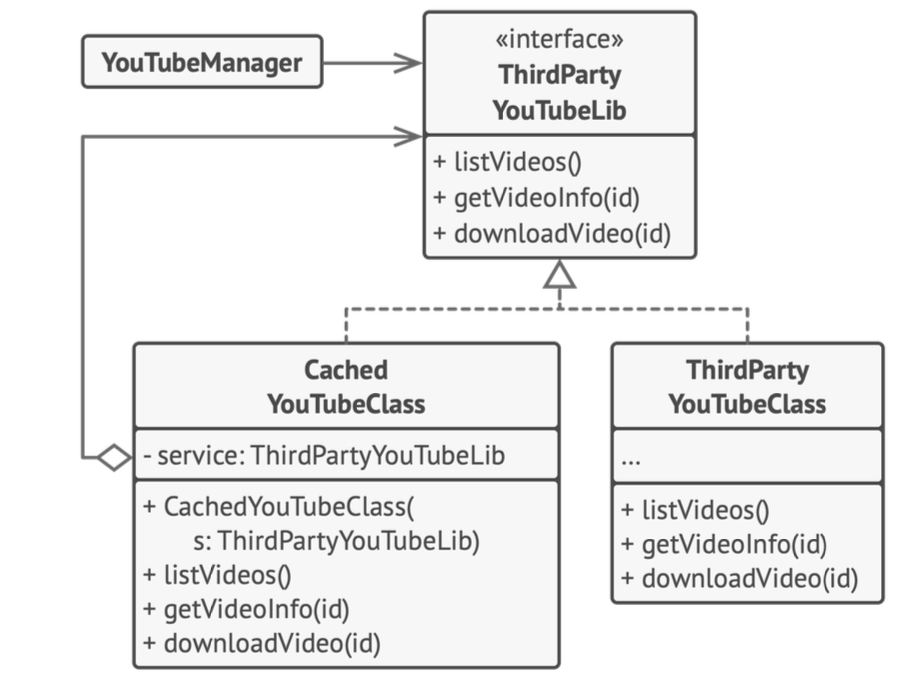 YouTubeManager
«interface»
ThirdParty
YouTubeLib
+ listVideos()
+ getVideoInfo(id)
+ downloadVideo(id)
Cached
YouTubeClass
- service: ThirdPartyYouTubeLib
+ CachedYouTubeClass(
s: ThirdPartyYouTubeLib)
+ listVideos()
+ getVideoInfo(id)
+ downloadVideo(id)
ThirdParty
YouTubeClass
...
+ listVideos()
+ getVideoInfo(id)
+ downloadVideo(id)